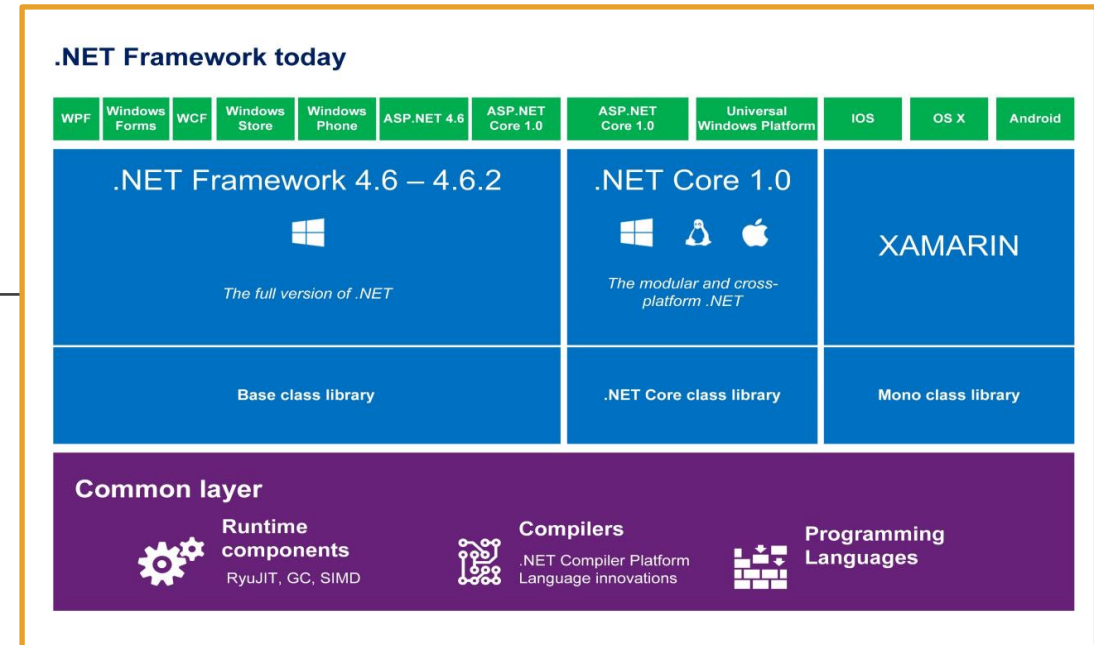 .NET Framework today
WPF
Windows
Forms
WCF
Windows
Store
Windows
Phone
ASP.NET 4.6
ASP.NET
Core 1.0
ASP.NET
Core 1.0
Universal
Windows Platform
IOS
OS X
Android
.NET Framework 4.6 – 4.6.2
The full version of .NET
.NET Core 1.0
The modular and cross-
platform .NET
XAMARIN
Base class library
.NET Core class library
Mono class library
Common layer
Runtime
components
RyuJIT, GC, SIMD
Compilers
.NET Compiler Platform
Language innovations
Programming
Languages